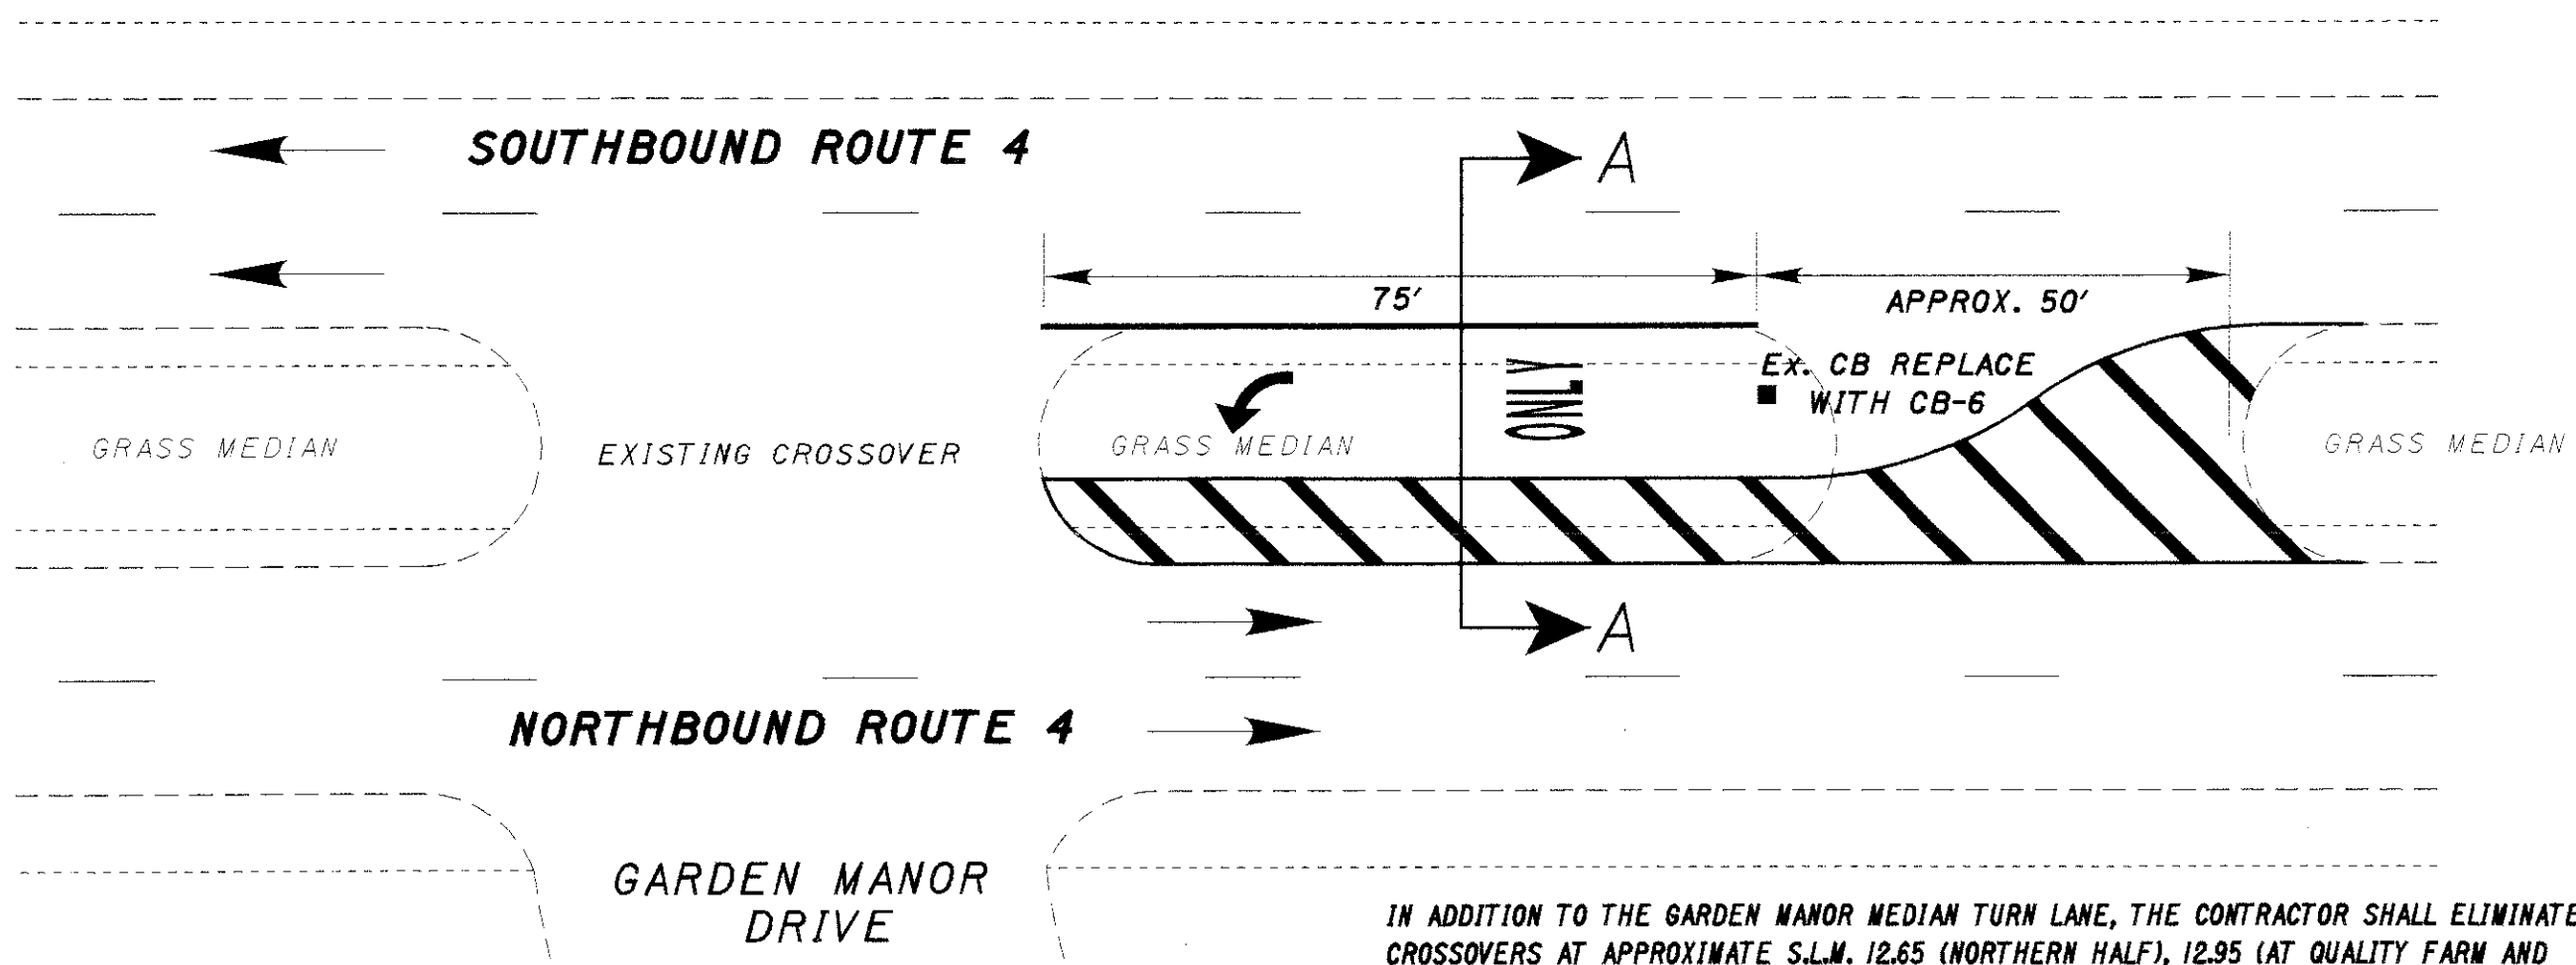 SOUTHBOUND ROUTE 4
A
75'
APPROX. 50'
EX. CB REPLACE
WITH CB-6
ONLY
GRASS MEDIAN
EXISTING CROSSOVER
GRASS MEDIAN
GRASS MEDIAN
A
NORTHBOUND ROUTE 4
GARDEN MANOR
DRIVE
IN ADDITION TO THE GARDEN MANOR MEDIAN TURN LANE, THE CONTRACTOR SHALL ELIMINATE
CROSSOVERS AT APPROXIMATE S.L.M. 12.65 (NORTHERN HALF), 12.95 (AT QUALITY FARM AND